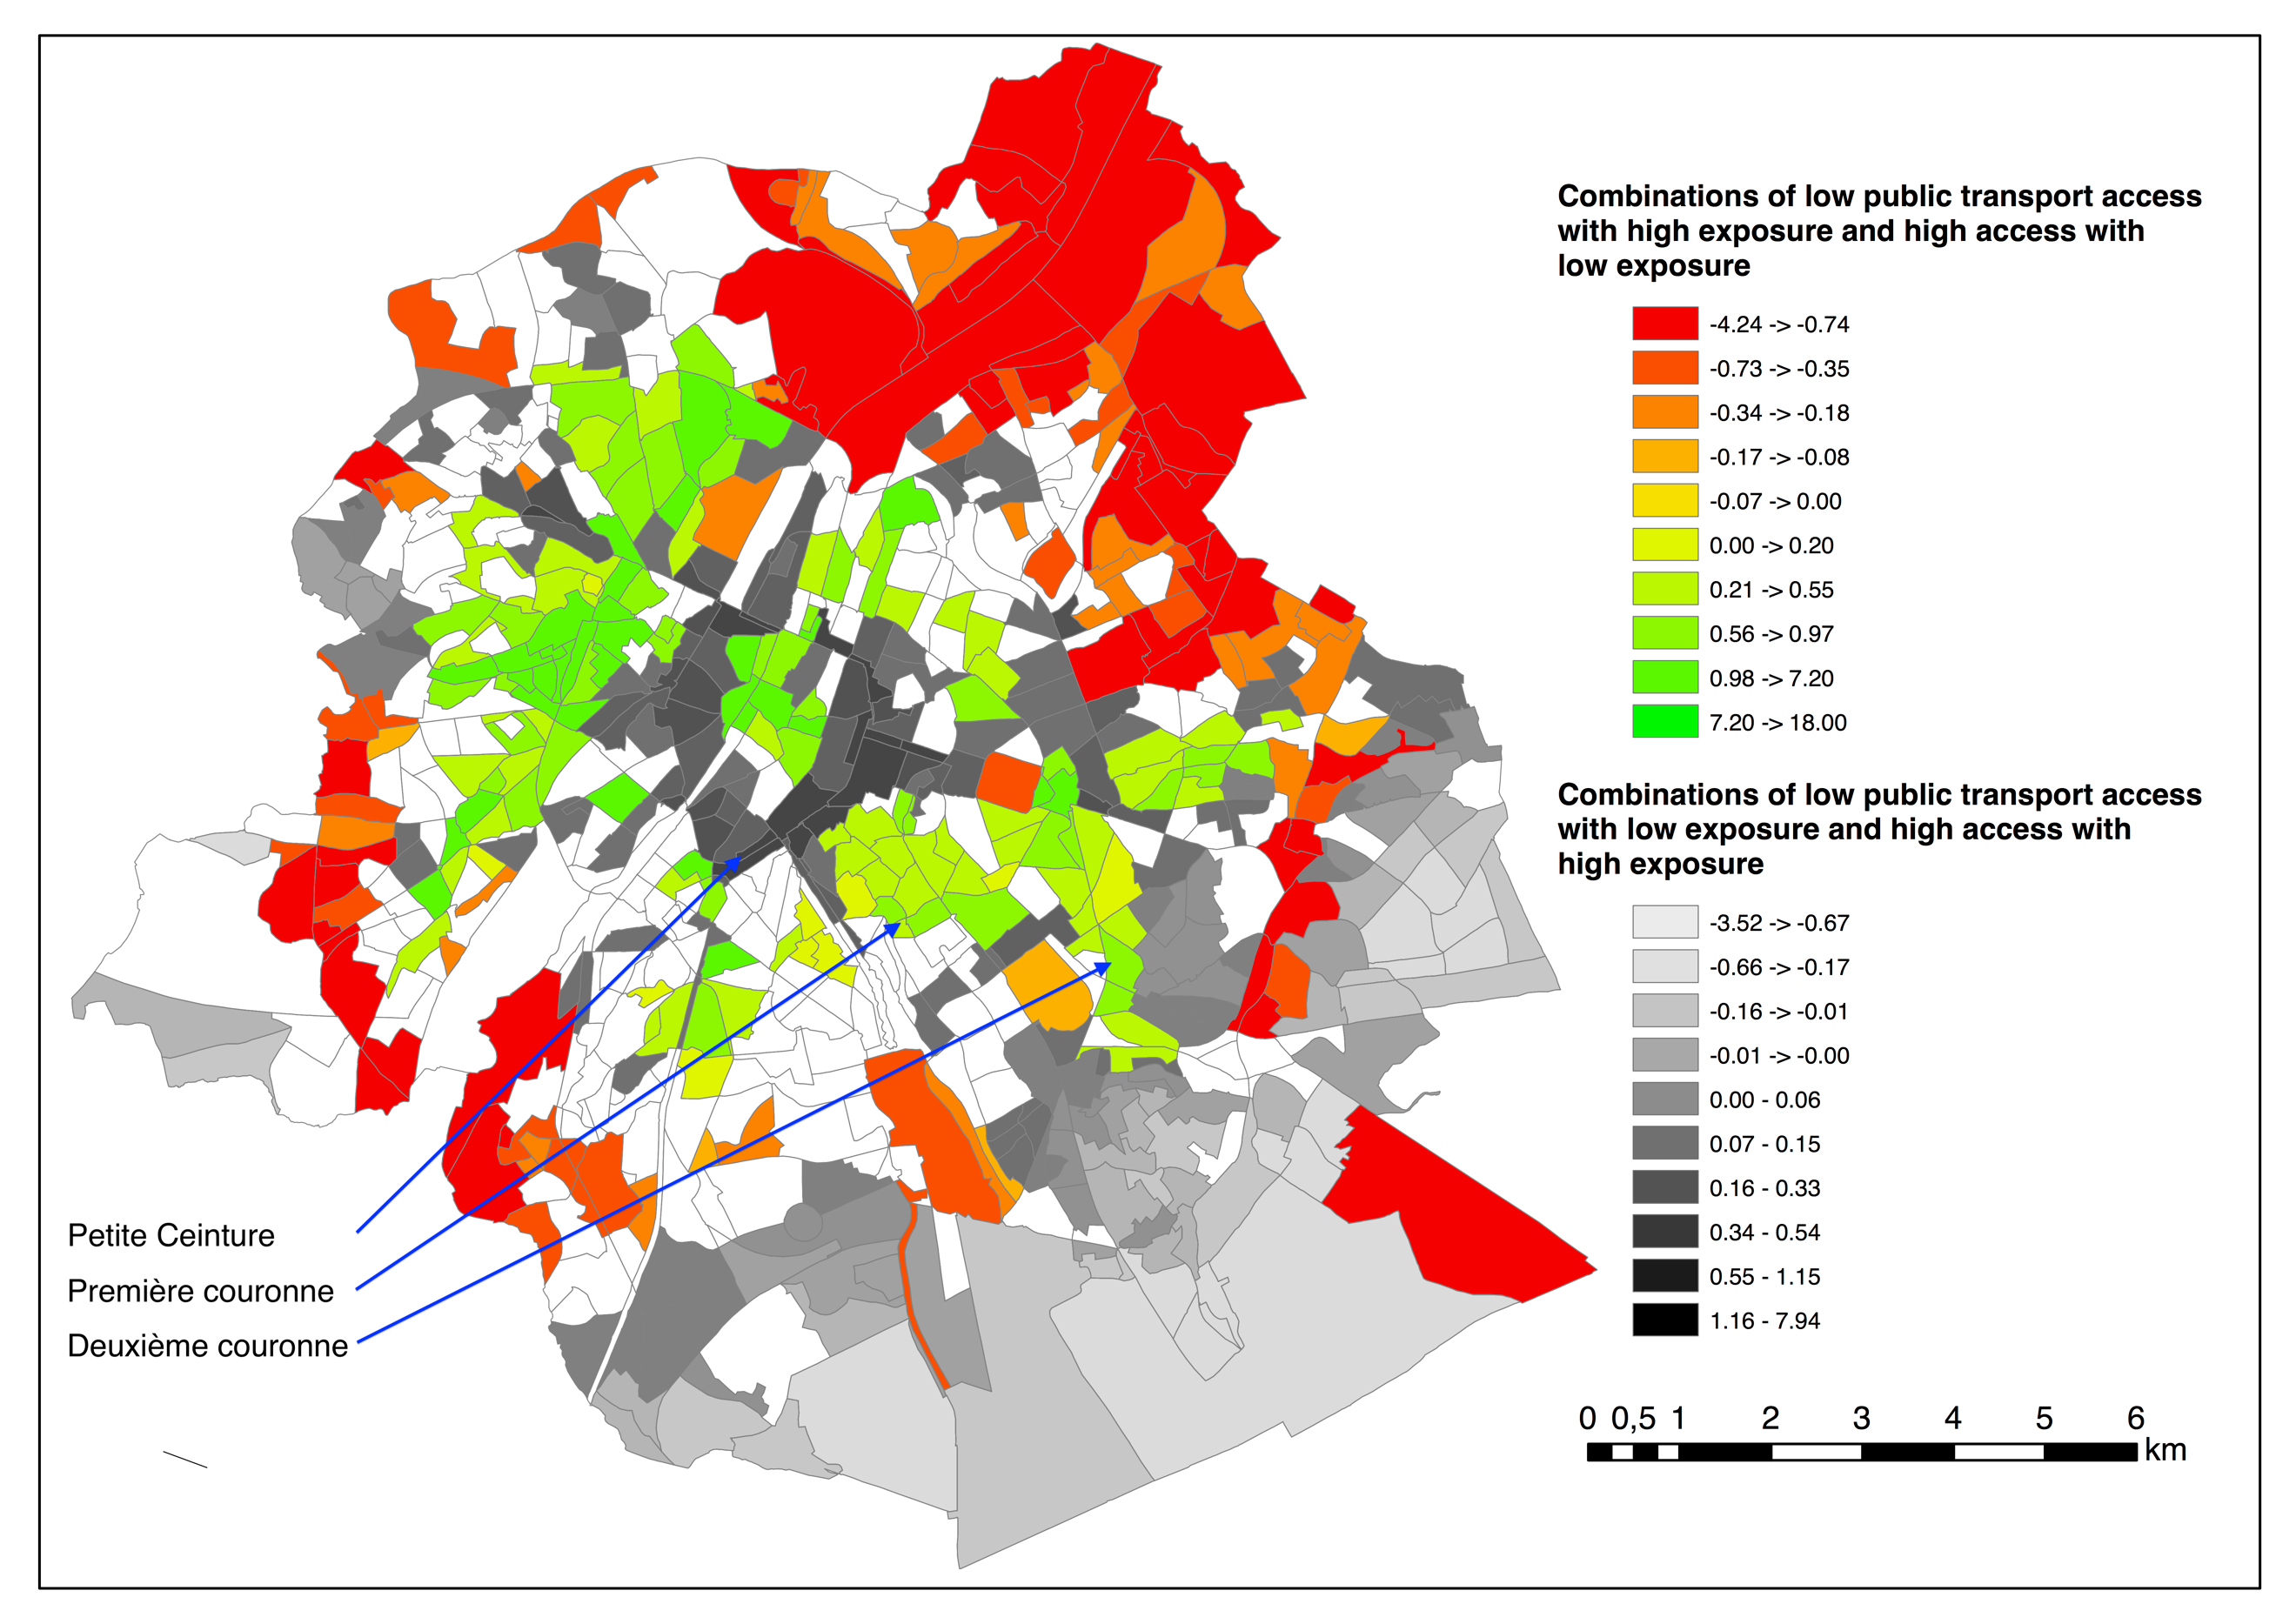 Combinations of low public transport access
with high exposure and high access with
low exposure
-4.24 -> -0.74
-0.73 -> -0.35
-0.34 -> -0.18
-0.17 -> -0.08
-0.07 -> 0.00
0.00 -> 0.20
0.21 -> 0.55
0.56 -> 0.97
0.98 -> 7.20
7.20 -> 18.00
Combinations of low public transport access
with low exposure and high access with
high exposure
-3.52 -> -0.67
-0.66 -> -0.17
-0.16 -> -0.01
-0.01 -> -0.00
0.00 - 0.06
0.07 - 0.15
0.16 - 0.33
0.34 - 0.54
0.55 - 1.15
1.16 - 7.94
Petite Ceinture
Première couronne
Deuxième couronne
0 0,5 1 2 3 4 5 6
km